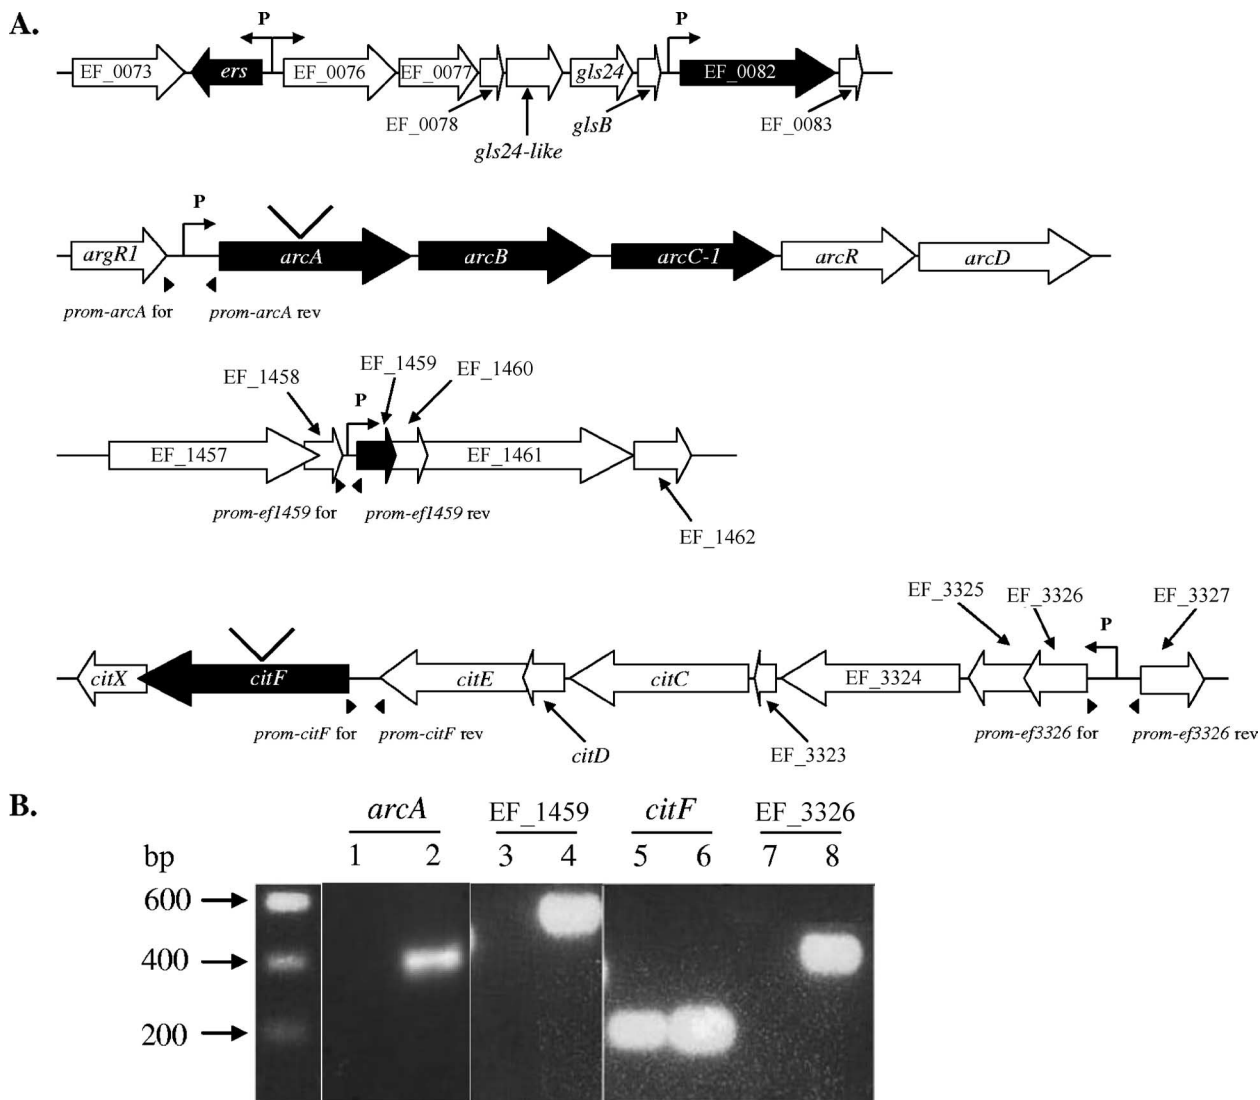 A.
P P
EF_0073 ers EF_0076 EF_0077 gls24 EF_0082
EF_0078 glsB EF_0083
gls24-like
P
argR1 arcA arcB arcC-1 arcR arcD
prom-arcA for prom-arcA rev
EF_1458 EF_1459 EF_1460
P
EF_1457 EF_1461
prom-ef1459 for prom-ef1459 rev
EF_1462
EF_3325 EF_3326 EF_3327
P
citX citF citE citC EF_3324
prom-citF for prom-citF rev prom-ef3326 for prom-ef3326 rev
citD EF_3323
B.
arcA EF_1459 citF EF_3326
bp 1 2 3 4 5 6 7 8
600
400
200